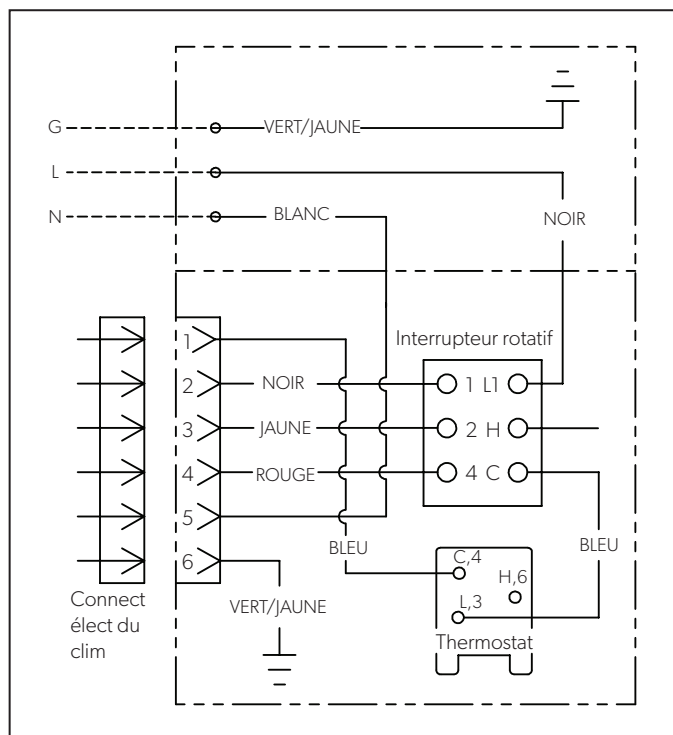 G
VERT/JAUNE
L
N
BLANC
NOIR
Interrupteur rotatif
1
2
NOIR
1 L1
3
JAUNE
2 H
4
ROUGE
4 C
5
BLEU
BLEU
6
C,4
H,6
L,3
VERT/JAUNE
Thermostat
Connect
élect du
clim